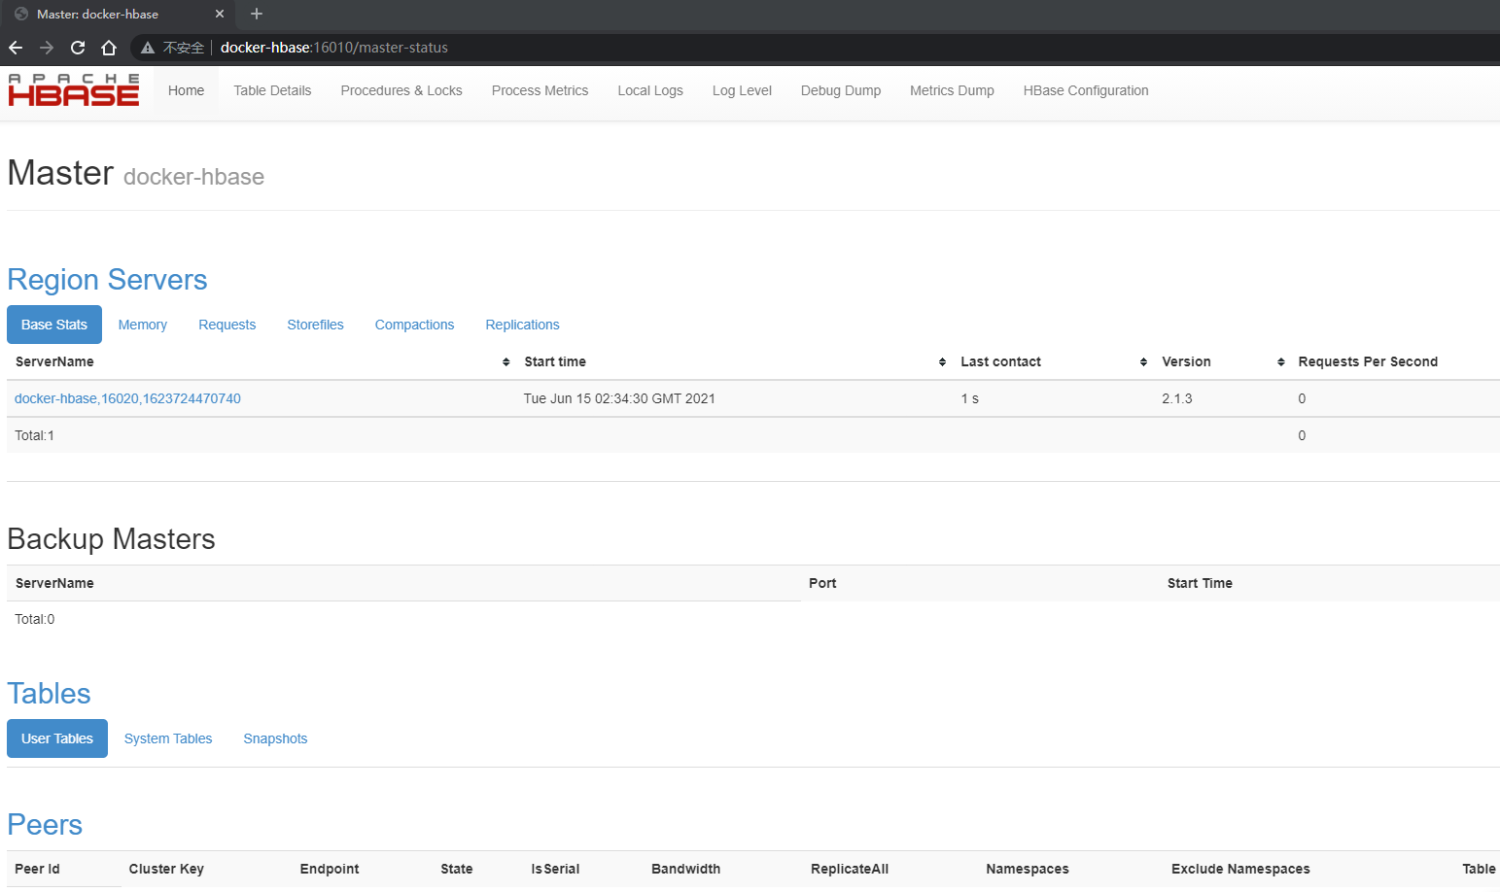 Master: docker-hbase
不安全 docker-hbase:16010/master-status
APACHE
HBASE
Home Table Details Procedures & Locks Process Metrics Local Logs Log Level Debug Dump Metrics Dump HBase Configuration
Master docker-hbase
Region Servers
Base Stats Memory Requests Storefiles Compactions Replications
ServerName Start time Last contact Version Requests Per Second
docker-hbase,16020,1623724470740 Tue Jun 15 02:34:30 GMT 2021 1 s 2.1.3 0
Total:1 0
Backup Masters
ServerName Port Start Time
Total:0
Tables
User Tables System Tables Snapshots
Peers
Peer Id Cluster Key Endpoint State IsSerial Bandwidth ReplicateAll Namespaces Exclude Namespaces Table